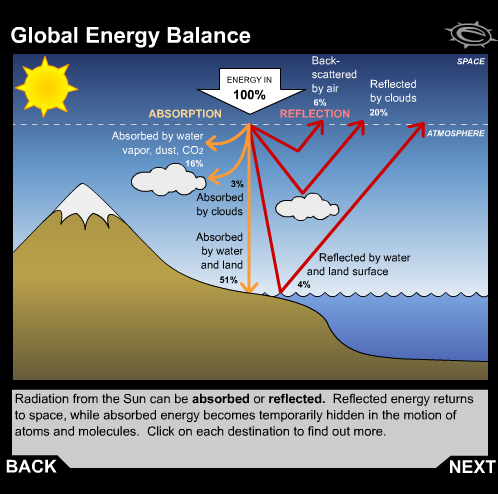 Global Energy Balance
SPACE
ENERGY IN
100%
Back-
scattered
by air
6%
Reflected
by clouds
20%
ABSORPTION
REFLECTION
ATMOSPHERE
Absorbed by water
vapor, dust, CO2
16%
3%
Absorbed
by clouds
Absorbed
by water
and land
51%
Reflected by water
and land surface
4%
Radiation from the Sun can be absorbed or reflected. Reflected energy returns
to space, while absorbed energy becomes temporarily hidden in the motion of
atoms and molecules. Click on each destination to find out more.
BACK
NEXT